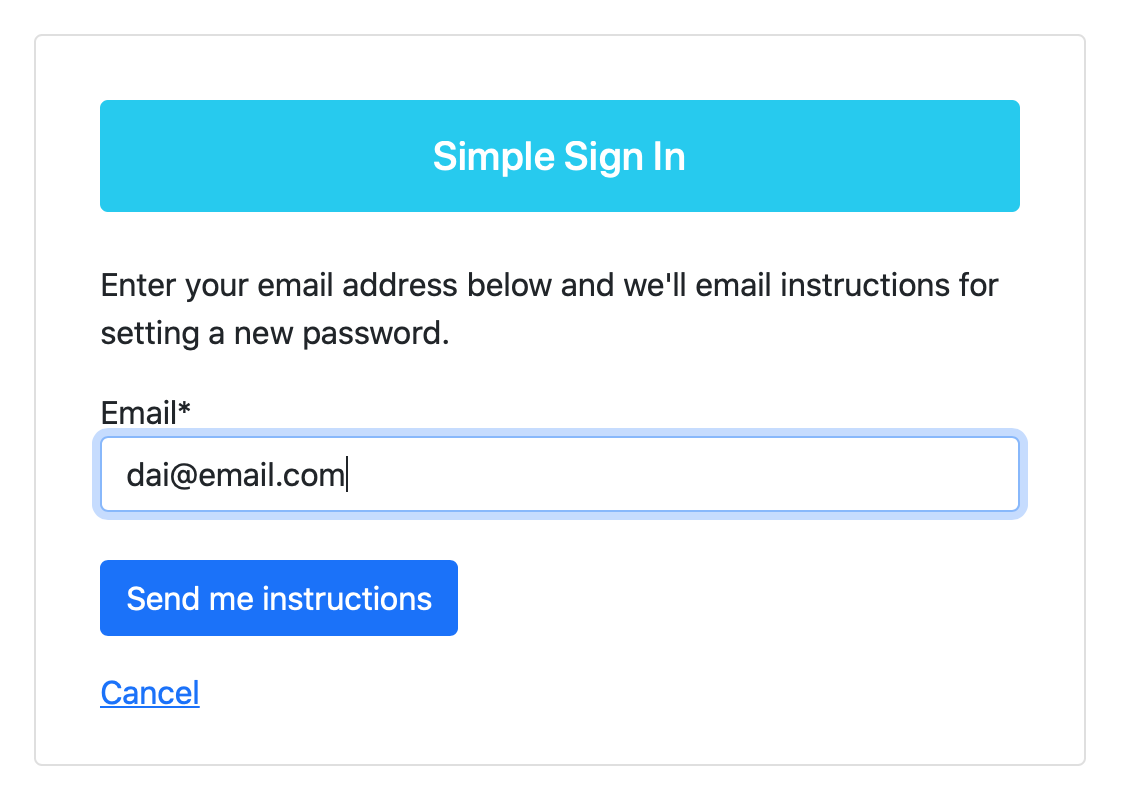 Simple Sign In
Enter your email address below and we'll email instructions for
setting a new password.
Email*
dai@email.com
Send me instructions
Cancel